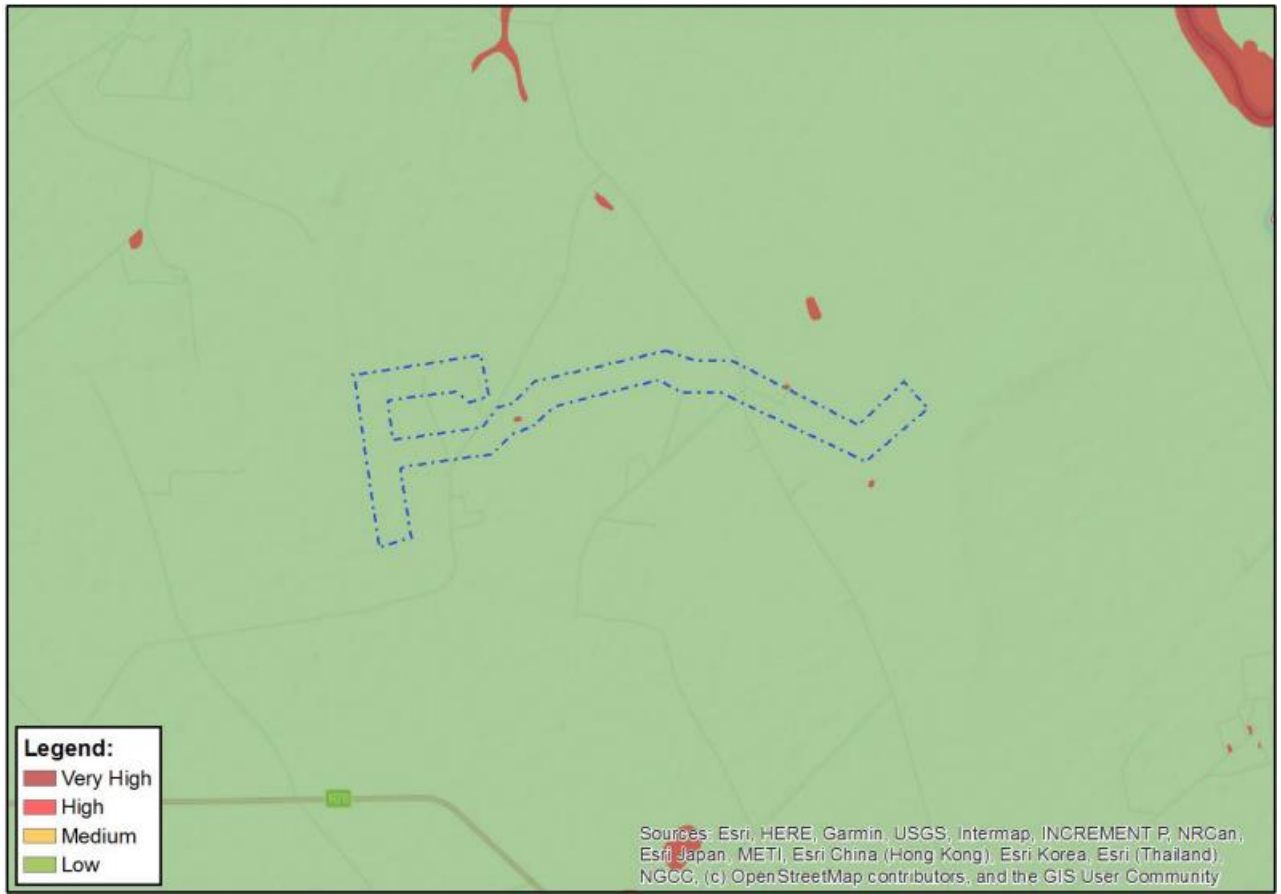 Legend:
Very High
High
Medium
Low
Sources: Esri, HERE, Garmin, USGS, Intermap, INCREMENT P, NRCan,
Esri Japan, METI, Esri China (Hong Kong), Esri Korea, Esri (Thailand),
NGCC, (c) OpenStreetMap contributors, and the GIS User Community